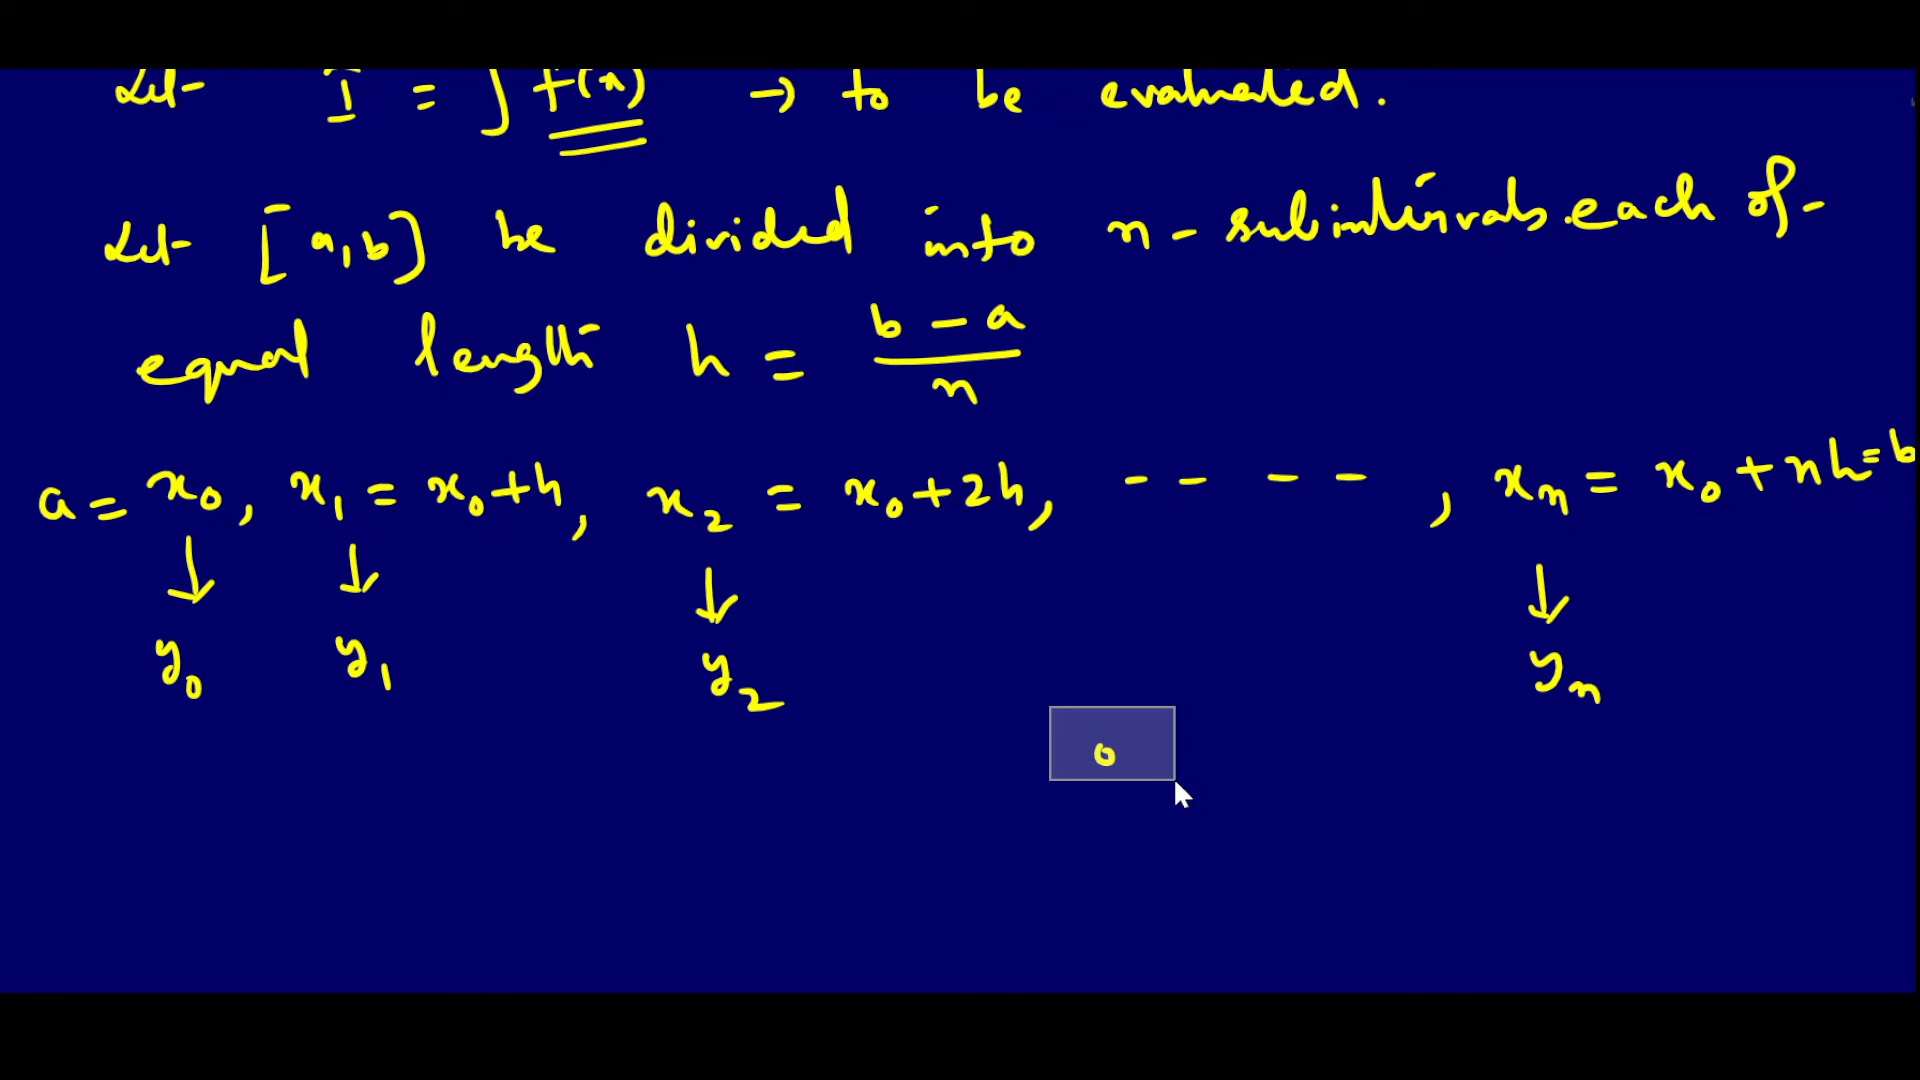 Let I = ∫ f(x) → to be evaluated.
Let [a,b] be divided into n - subintervals each of
equal length h = (b - a)/n
a = x₀, x₁ = x₀+h, x₂ = x₀+2h, - - - -, xₙ = x₀+nh=b
↓ ↓ ↓ ↓
y₀ y₁ y₂ yₙ
o